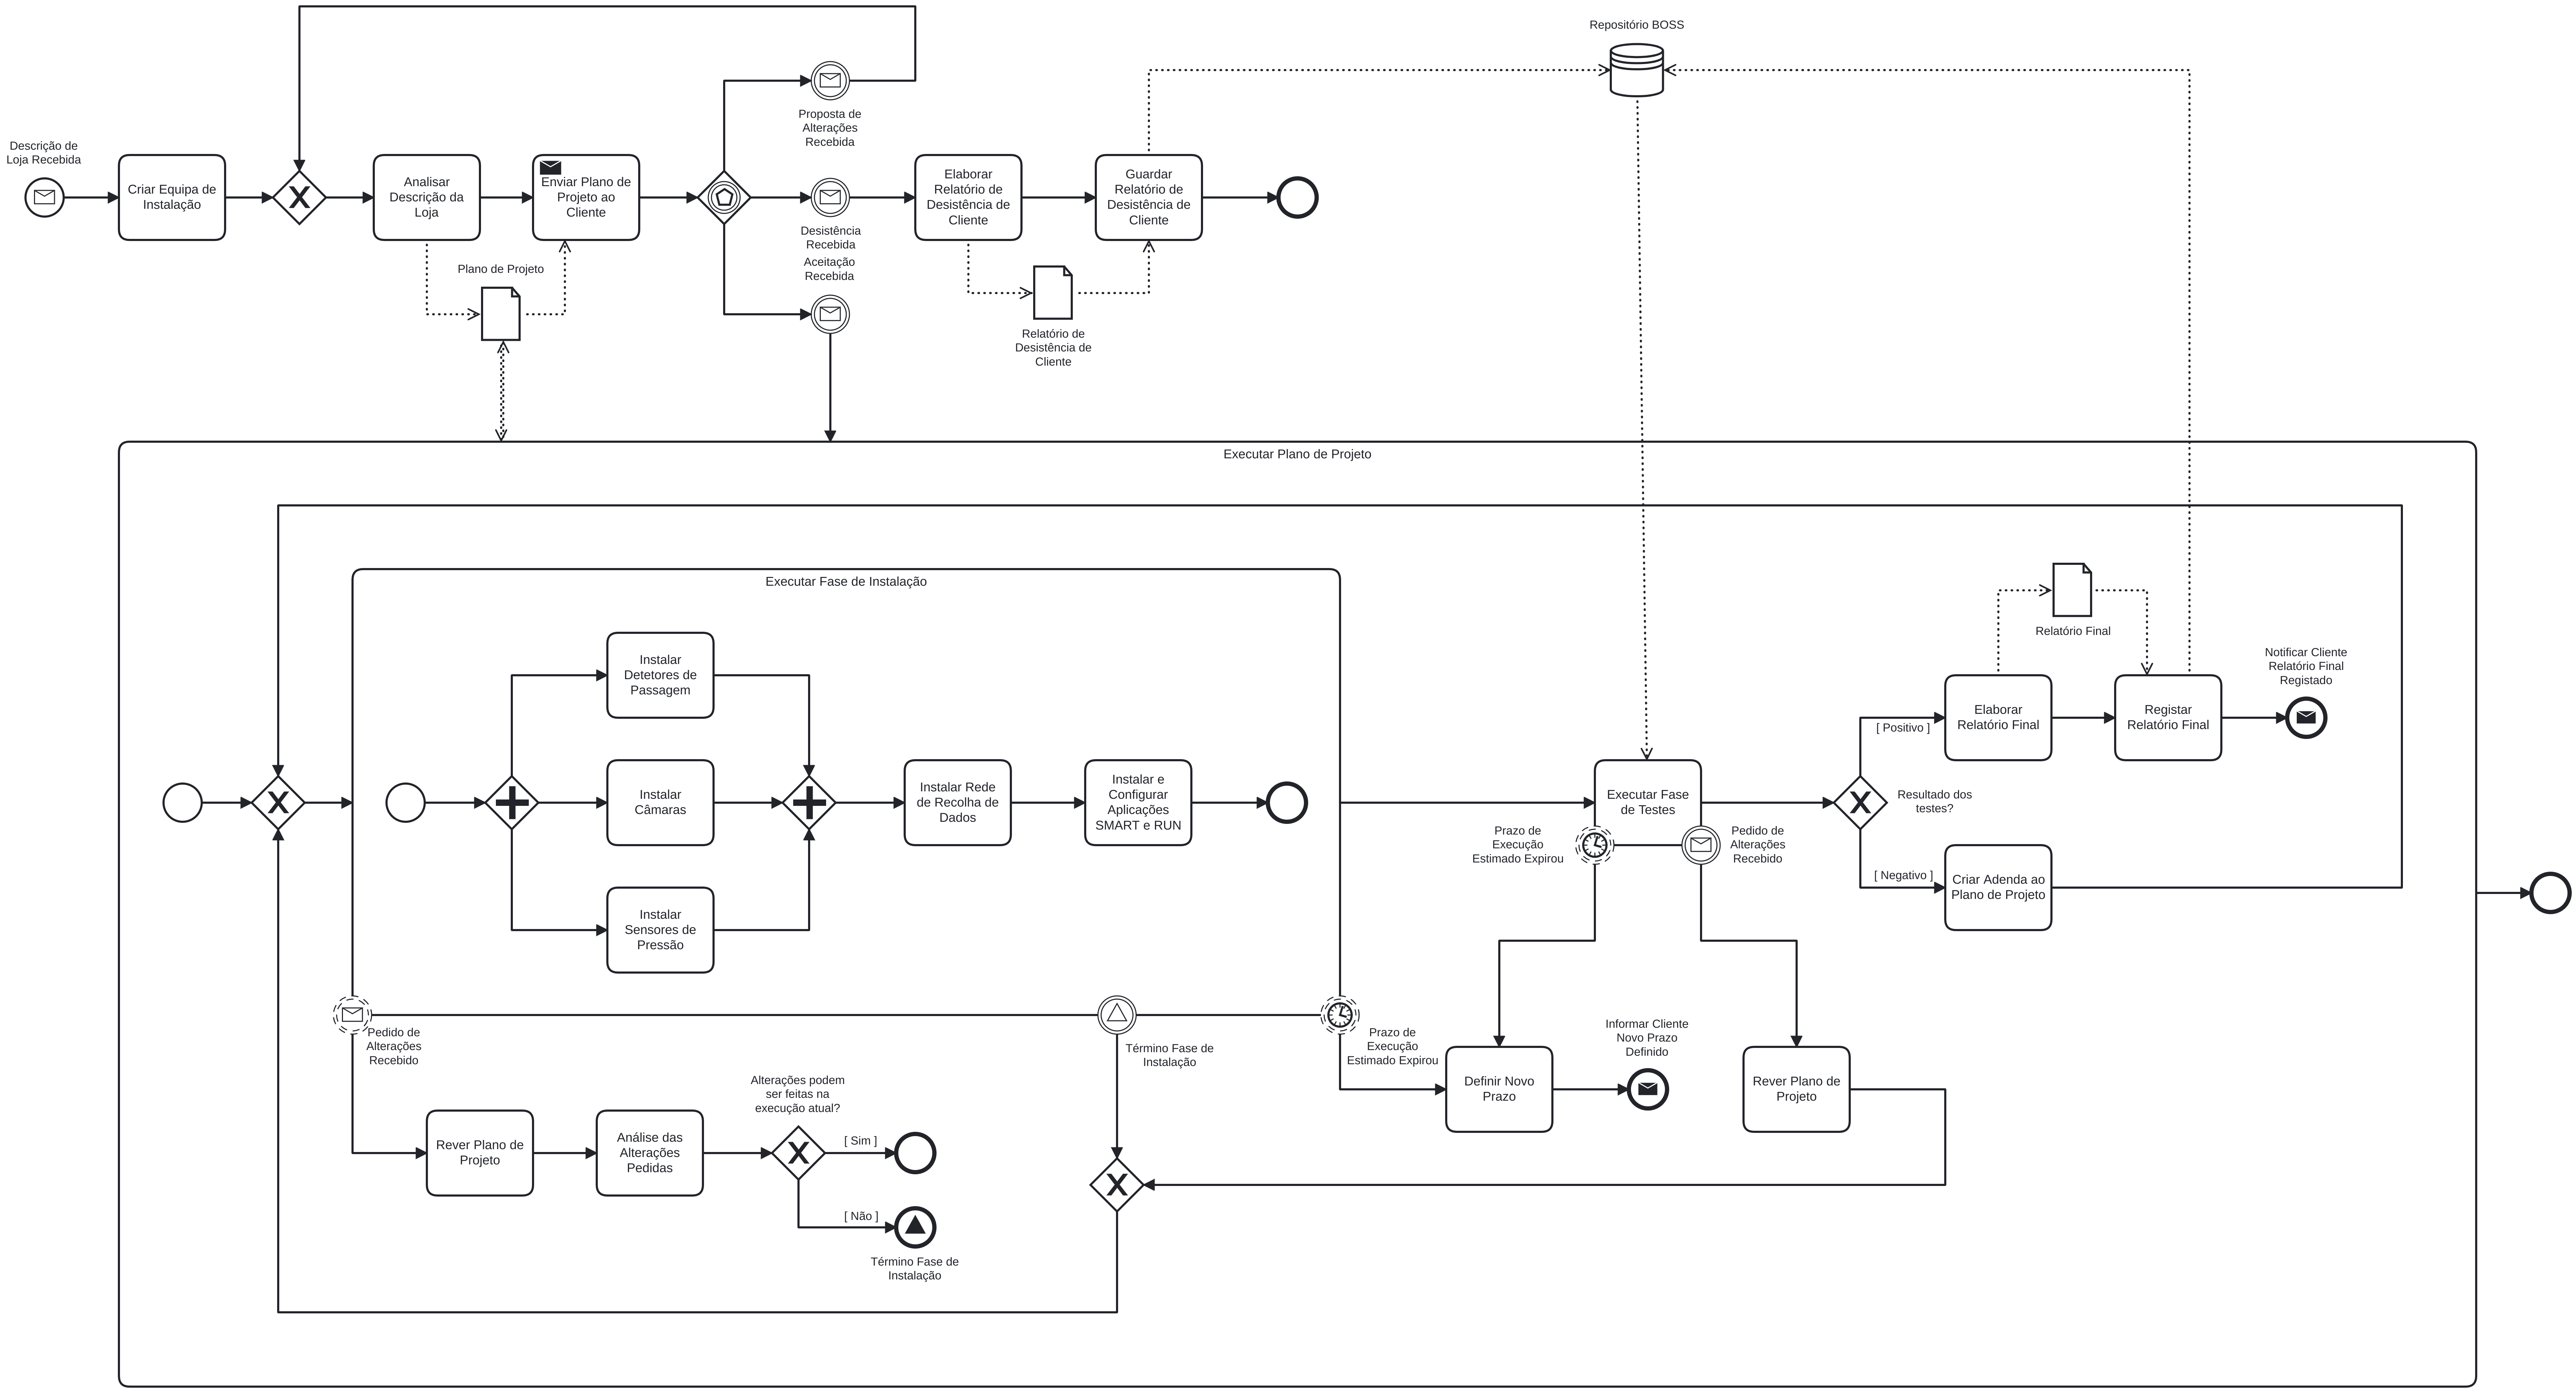 Repositório BOSS
Proposta de
Alterações
Recebida
Descrição de
Loja Recebida
Criar Equipa de
Instalação
Analisar
Descrição da
Loja
Enviar Plano de
Projeto ao
Cliente
Desistência
Recebida
Elaborar
Relatório de
Desistência de
Cliente
Guardar
Relatório de
Desistência de
Cliente
Aceitação
Recebida
Plano de Projeto
Relatório de
Desistência de
Cliente
Executar Plano de Projeto
Executar Fase de Instalação
Instalar
Detetores de
Passagem
Instalar
Câmaras
Instalar
Sensores de
Pressão
Instalar Rede
de Recolha de
Dados
Instalar e
Configurar
Aplicações
SMART e RUN
Executar Fase
de Testes
Prazo de
Execução
Estimado Expirou
Pedido de
Alterações
Recebido
Resultado dos
testes?
[ Positivo ]
[ Negativo ]
Elaborar
Relatório Final
Relatório Final
Registar
Relatório Final
Notificar Cliente
Relatório Final
Registado
Criar Adenda ao
Plano de Projeto
Pedido de
Alterações
Recebido
Término Fase de
Instalação
Prazo de
Execução
Estimado Expirou
Definir Novo
Prazo
Informar Cliente
Novo Prazo
Definido
Rever Plano de
Projeto
Rever Plano de
Projeto
Análise das
Alterações
Pedidas
Alterações podem
ser feitas na
execução atual?
[ Sim ]
[ Não ]
Término Fase de
Instalação